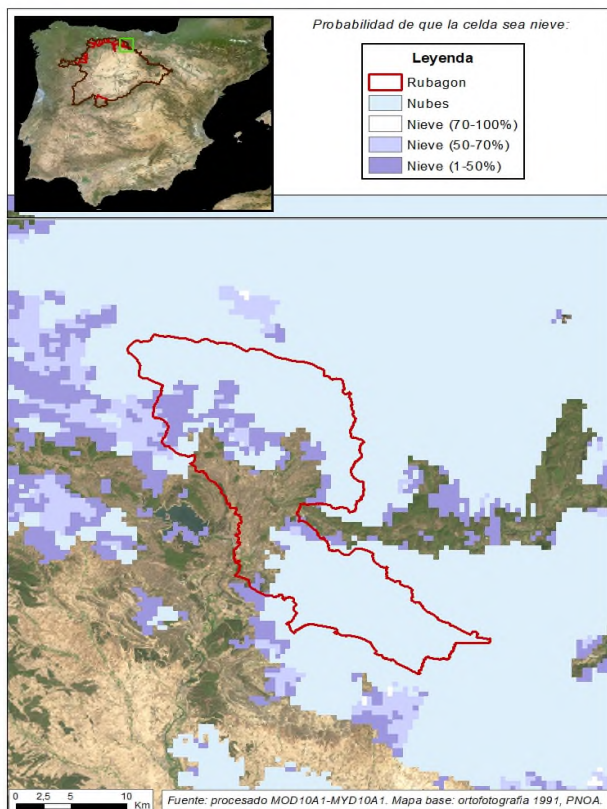 Probabilidad de que la celda sea nieve:
Leyenda
Rubagon
Nubes
Nieve (70-100%)
Nieve (50-70%)
Nieve (1-50%)
0 2,5 5 10
Km
Fuente: procesado MOD10A1-MYD10A1. Mapa base: ortofotografia 1991, PNOA.